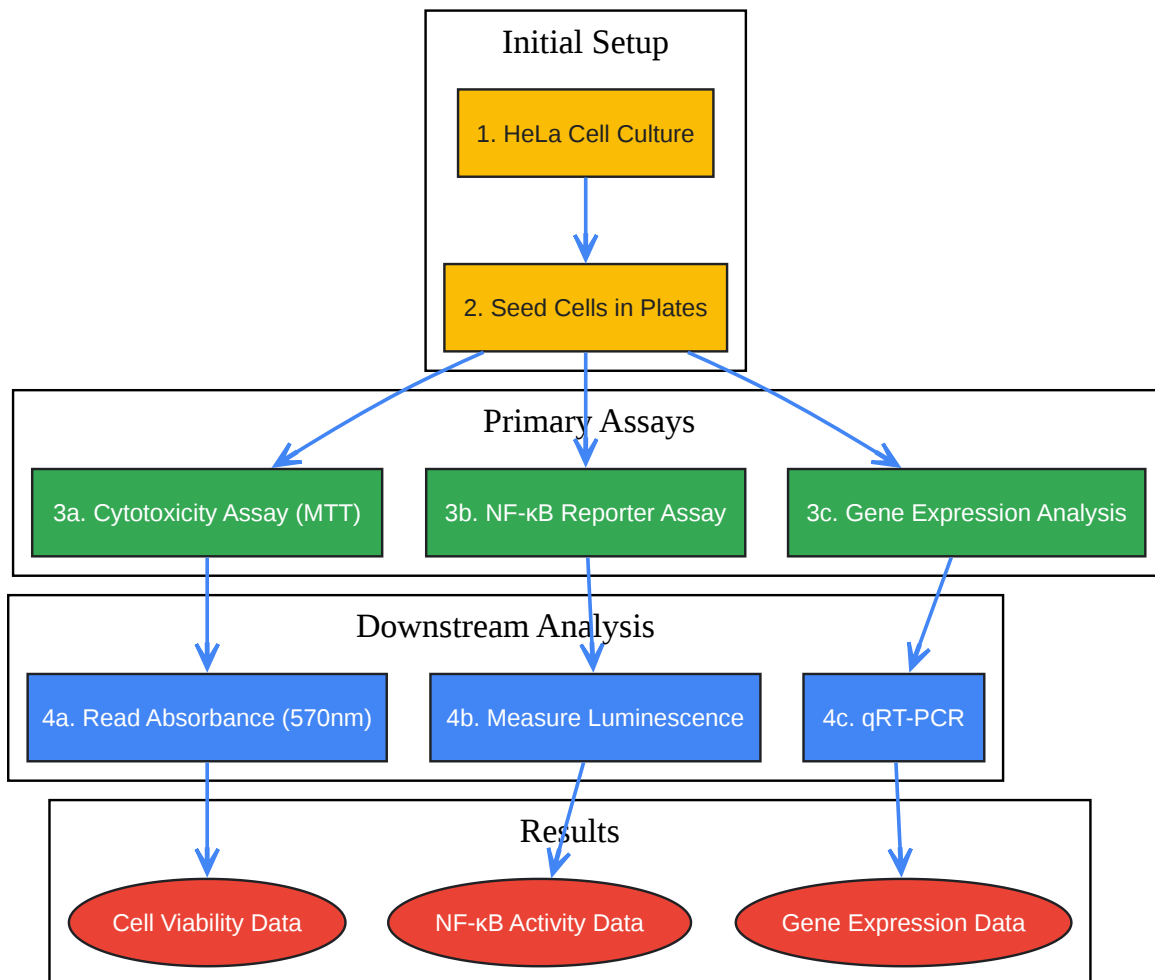 Initial Setup
1. HeLa Cell Culture
2. Seed Cells in Plates
Primary Assays
3a. Cytotoxicity Assay (MTT)
3b. NF-κB Reporter Assay
3c. Gene Expression Analysis
Downstream Analysis
4a. Read Absorbance (570nm)
4b. Measure Luminescence
4c. qRT-PCR
Results
Cell Viability Data
NF-κB Activity Data
Gene Expression Data